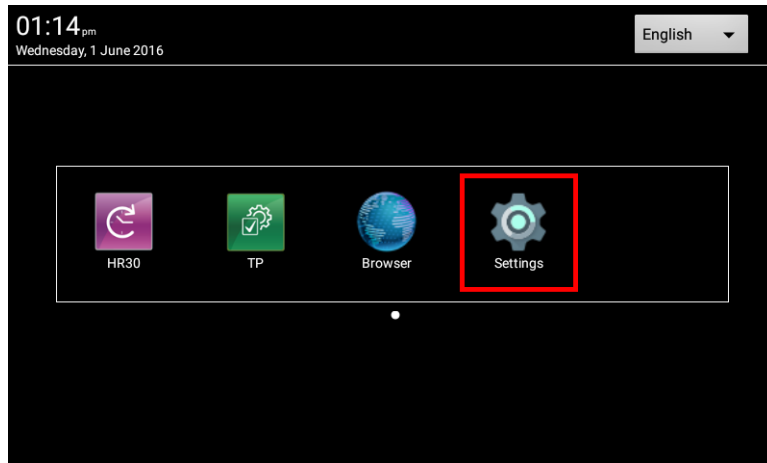 01:14pm
Wednesday, 1 June 2016
English
HR30
TP
Browser
Settings